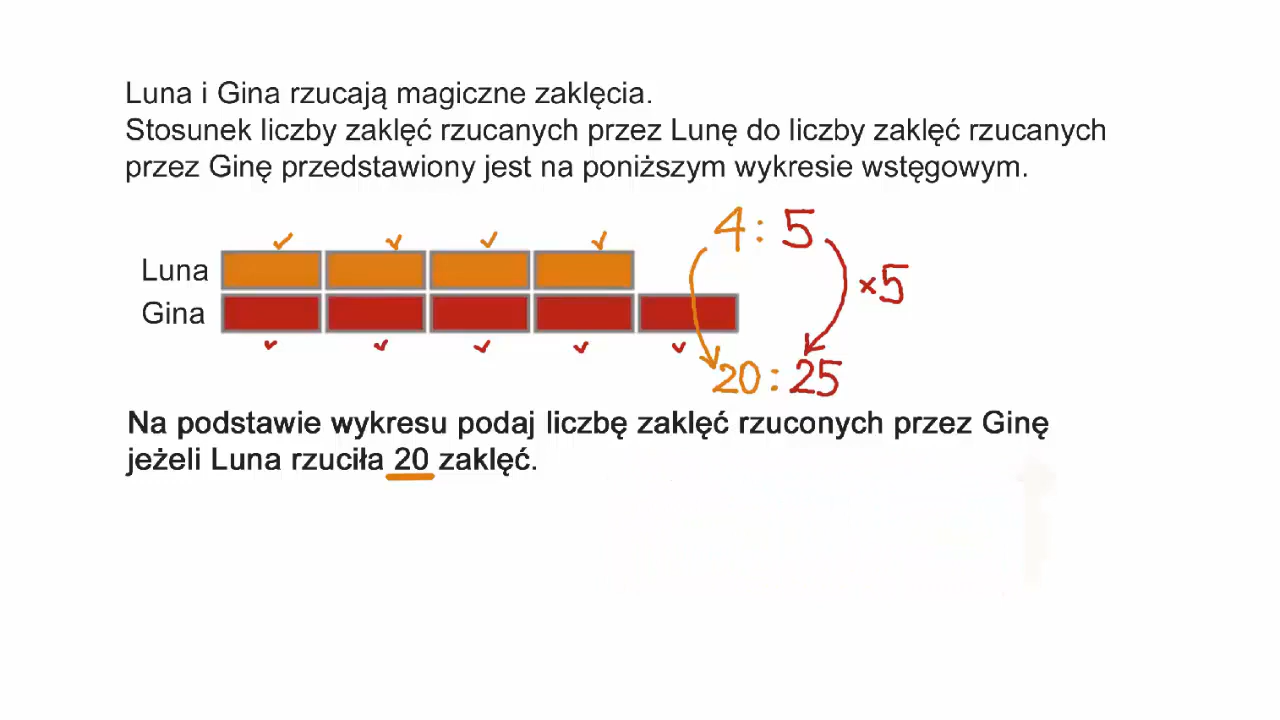 Luna i Gina rzucają magiczne zaklęcia.
Stosunek liczby zaklęć rzucanych przez Lunę do liczby zaklęć rzucanych
przez Ginę przedstawiony jest na poniższym wykresie wstęgowym.
4 : 5
Luna
×5
Gina
20 : 25
Na podstawie wykresu podaj liczbę zaklęć rzuconych przez Ginę
jeżeli Luna rzuciła 20 zaklęć.